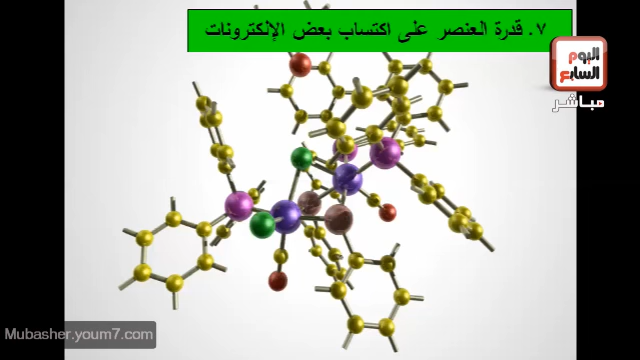 ٧. قدرة العنصر على اكتساب بعض الإلكترونات
اليوم
السابع
مباشر
Mubasher.youm7.com